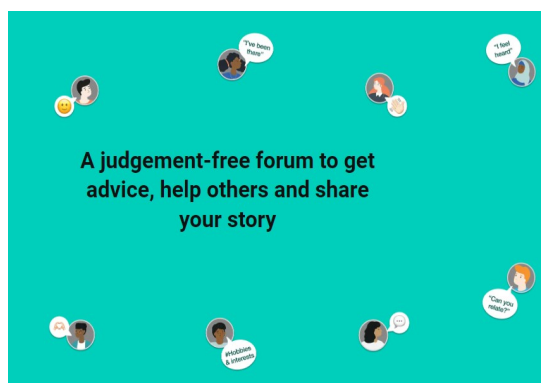 "I've been
there"
"I feel
heard"
A judgement-free forum to get
advice, help others and share
your story
"Can you
relate?"
#Hobbies
& interests